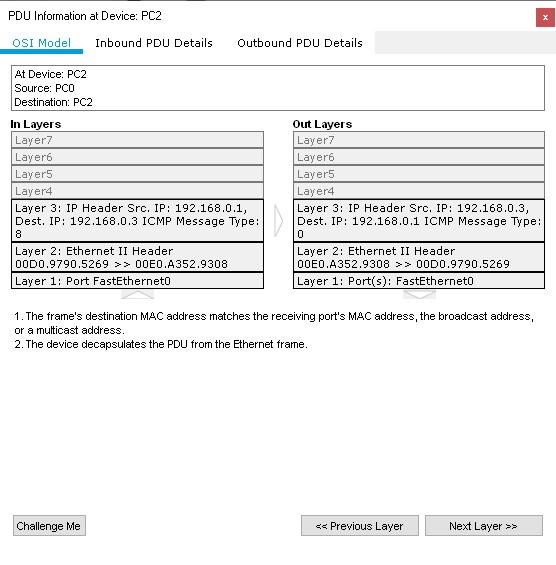 PDU Information at Device: PC2
x
OSI Model Inbound PDU Details Outbound PDU Details
At Device: PC2
Source: PC0
Destination: PC2
In Layers
Layer7
Layer6
Layer5
Layer4
Layer 3: IP Header Src. IP: 192.168.0.1,
Dest. IP: 192.168.0.3 ICMP Message Type:
8
Layer 2: Ethernet II Header
00D0.9790.5269 >> 00E0.A352.9308
Layer 1: Port FastEthernet0
Out Layers
Layer7
Layer6
Layer5
Layer4
Layer 3: IP Header Src. IP: 192.168.0.3,
Dest. IP: 192.168.0.1 ICMP Message Type:
0
Layer 2: Ethernet II Header
00E0.A352.9308 >> 00D0.9790.5269
Layer 1: Port(s): FastEthernet0
1. The frame's destination MAC address matches the receiving port's MAC address, the broadcast address,
or a multicast address.
2. The device decapsulates the PDU from the Ethernet frame.
Challenge Me << Previous Layer Next Layer >>